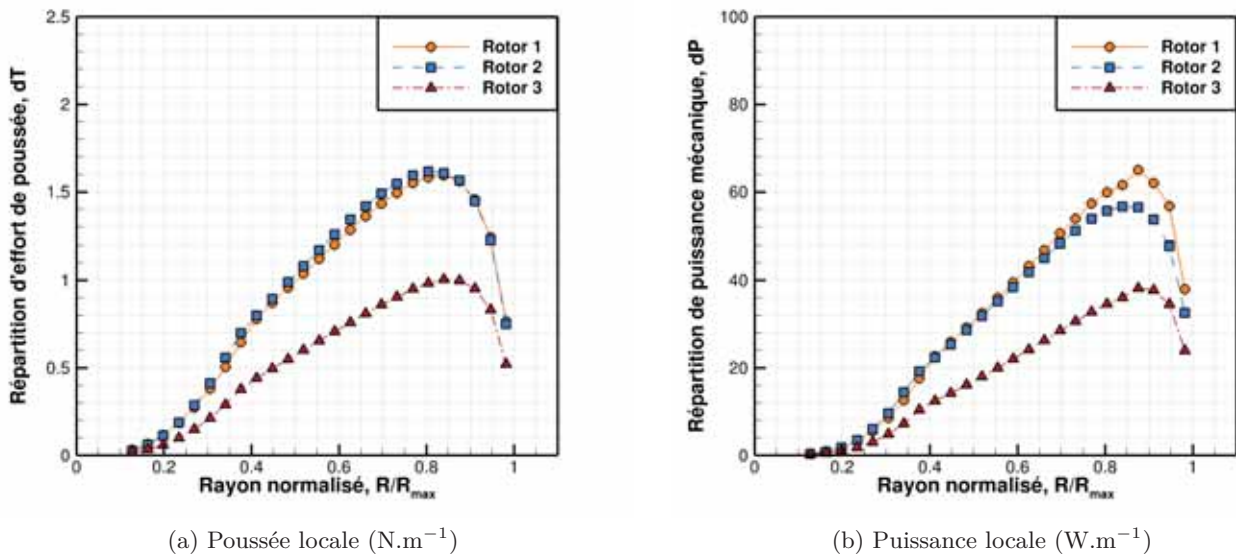 2.5
2
1.5
1
0.5
0
0
0.2
0.4
0.6
0.8
1
Répartition d'effort de poussée, dT
Rayon normalisé, R/Rmax
Rotor 1
Rotor 2
Rotor 3
(a) Poussée locale (N.m−1)
100
80
60
40
20
0
0
0.2
0.4
0.6
0.8
1
Répartition de puissance mécanique, dP
Rayon normalisé, R/Rmax
Rotor 1
Rotor 2
Rotor 3
(b) Puissance locale (W.m−1)